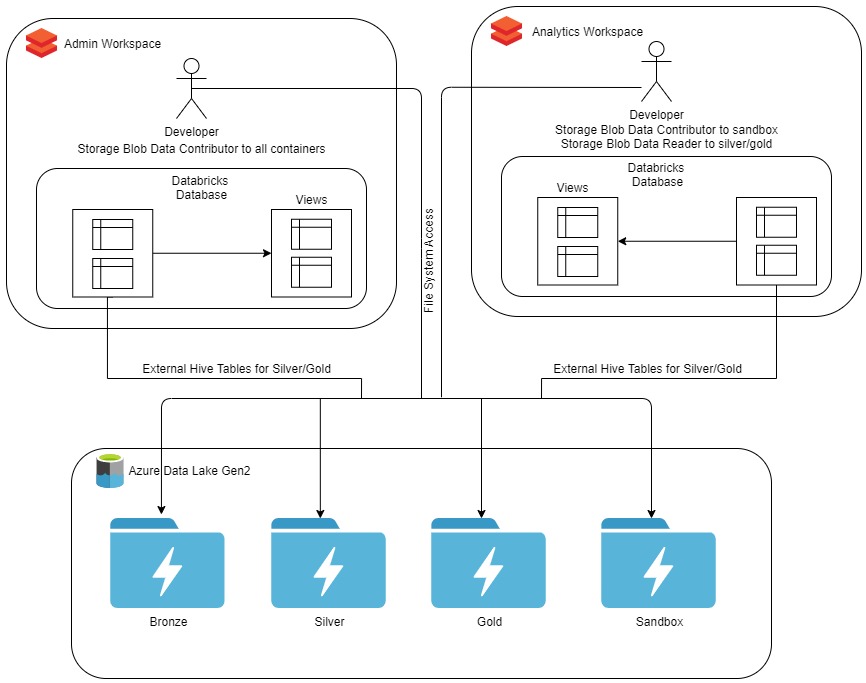 Admin Workspace
Developer
Storage Blob Data Contributor to all containers
Databricks
Database
Views
Analytics Workspace
Developer
Storage Blob Data Contributor to sandbox
Storage Blob Data Reader to silver/gold
Databricks
Database
Views
File System Access
External Hive Tables for Silver/Gold
External Hive Tables for Silver/Gold
Azure Data Lake Gen2
Bronze
Silver
Gold
Sandbox